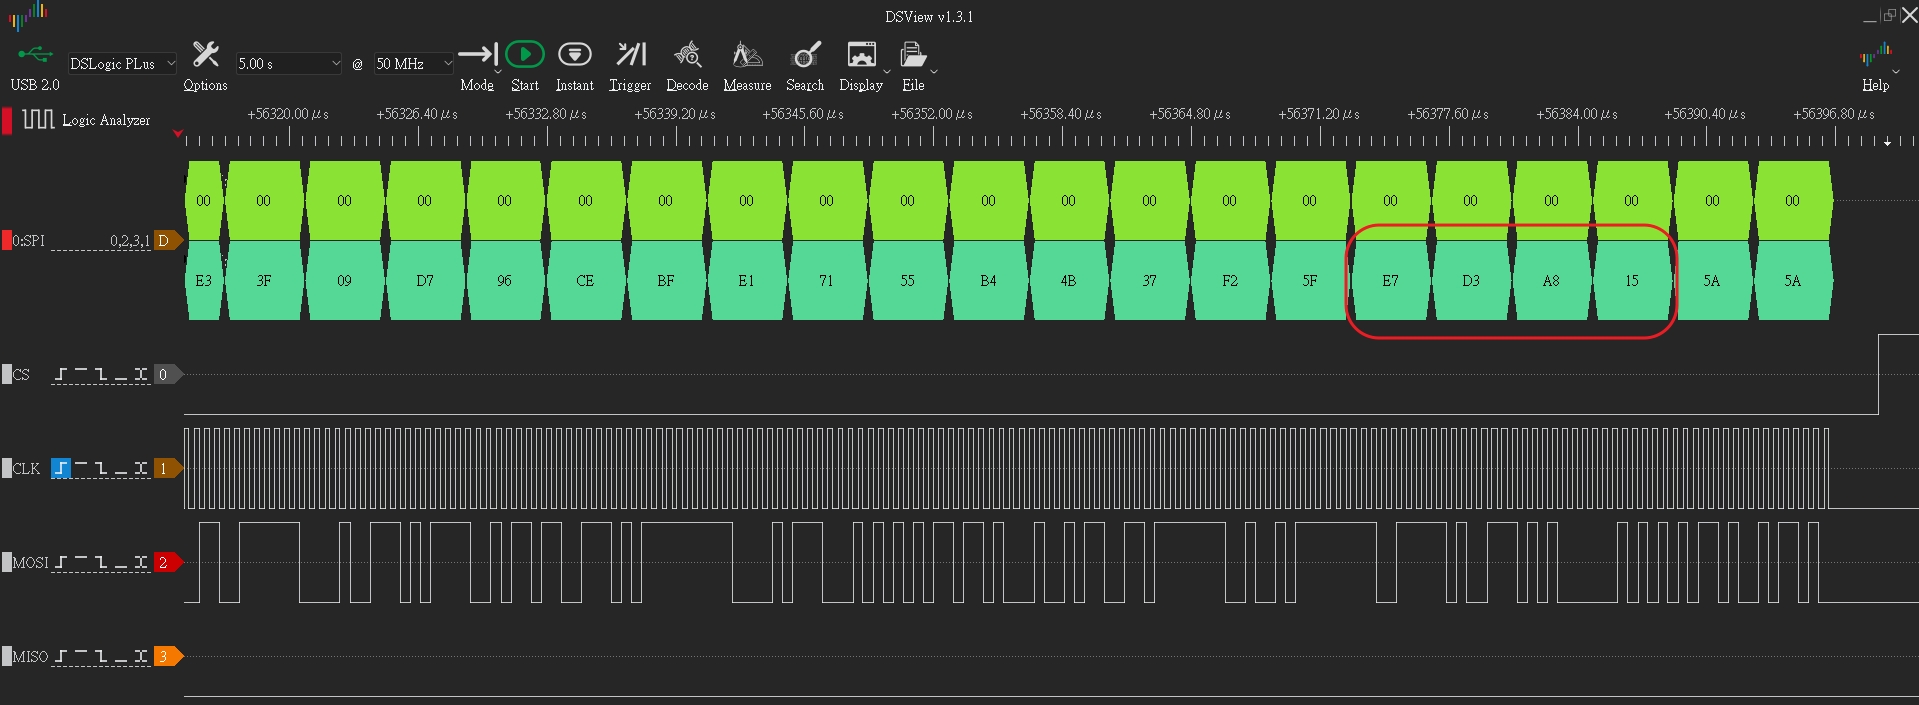 DSView v1.3.1
USB 2.0
DSLogic PLus
Options
5.00 s
@
50 MHz
Mode
Start
Instant
Trigger
Decode
Measure
Search
Display
File
Help
Logic Analyzer
+56320.00 μs +56326.40 μs +56332.80 μs +56339.20 μs +56345.60 μs +56352.00 μs +56358.40 μs +56364.80 μs +56371.20 μs +56377.60 μs +56384.00 μs +56390.40 μs +56396.80 μs
00 00 00 00 00 00 00 00 00 00 00 00 00 00 00 00 00 00 00 00 00
0:SPI 0,2,3,1 D
E3 3F 09 D7 96 CE BF E1 71 55 B4 4B 37 F2 5F E7 D3 A8 15 5A 5A
CS 0
CLK 1
MOSI 2
MISO 3